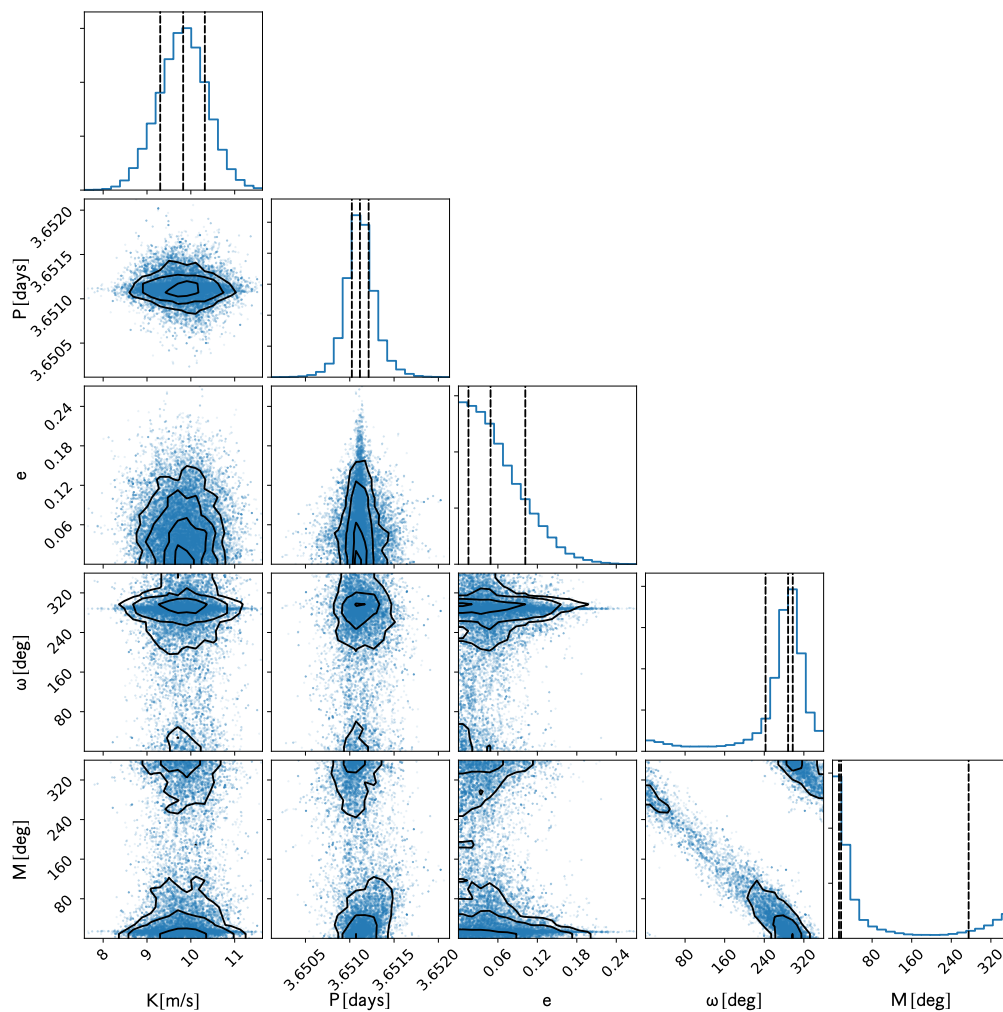 3.6520
3.6515
3.6510
3.6505
P[days]
0.24
0.18
0.12
0.06
e
320
240
160
80
ω[deg]
320
240
160
80
M[deg]
8 9 10 11
K[m/s]
3.6505 3.6510 3.6515 3.6520
P[days]
0.06 0.12 0.18 0.24
e
80 160 240 320
ω[deg]
80 160 240 320
M[deg]